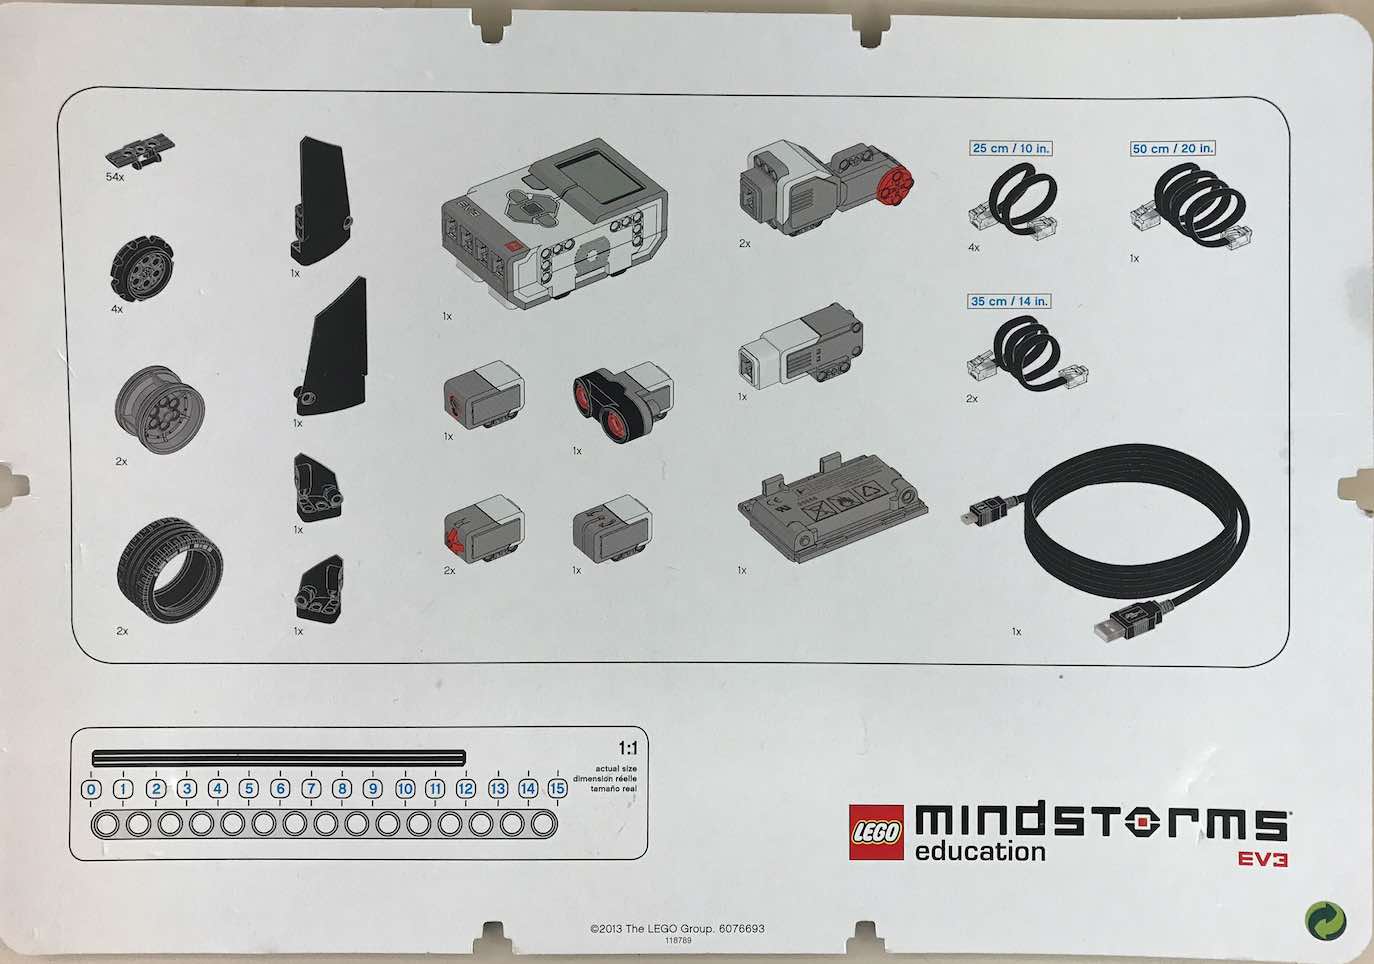 54x
4x
2x
2x
1x
1x
1x
1x
EV3
1x
1x
1x
2x
1x
2x
1x
1x
25 cm / 10 in.
4x
50 cm / 20 in.
1x
35 cm / 14 in.
2x
1x
1:1
actual size
dimension réelle
tamaño real
0 1 2 3 4 5 6 7 8 9 10 11 12 13 14 15
LEGO mindstorms
education
EV3
©2013 The LEGO Group. 6076693
118789